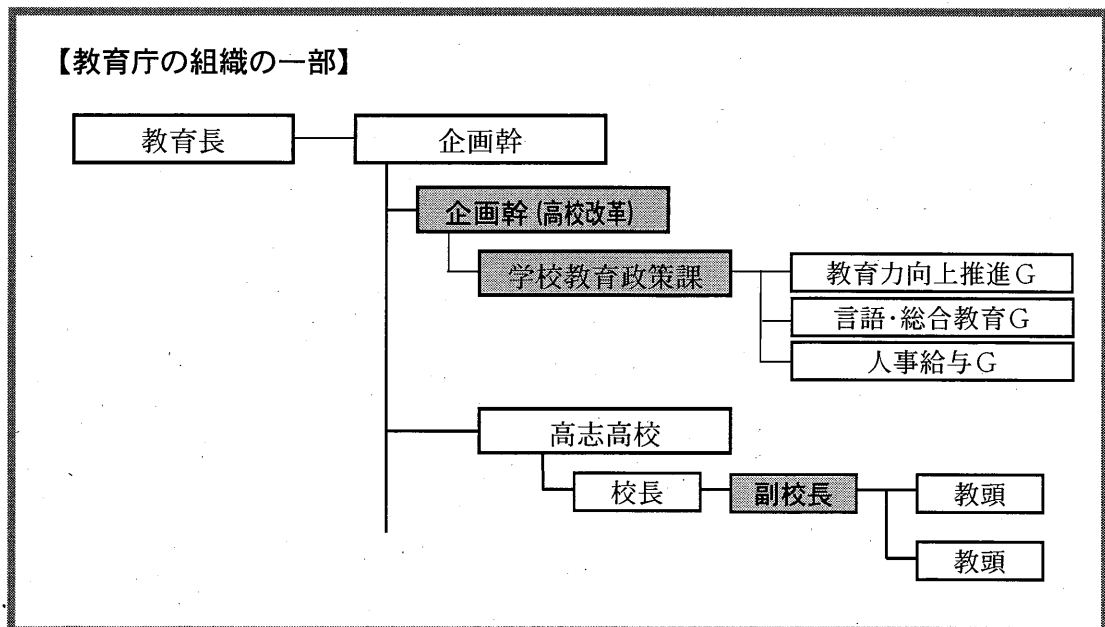 【教育庁の組織の一部】
教育長
企画幹
企画幹(高校改革)
学校教育政策課
教育力向上推進G
言語・総合教育G
人事給与G
高志高校
校長
副校長
教頭
教頭